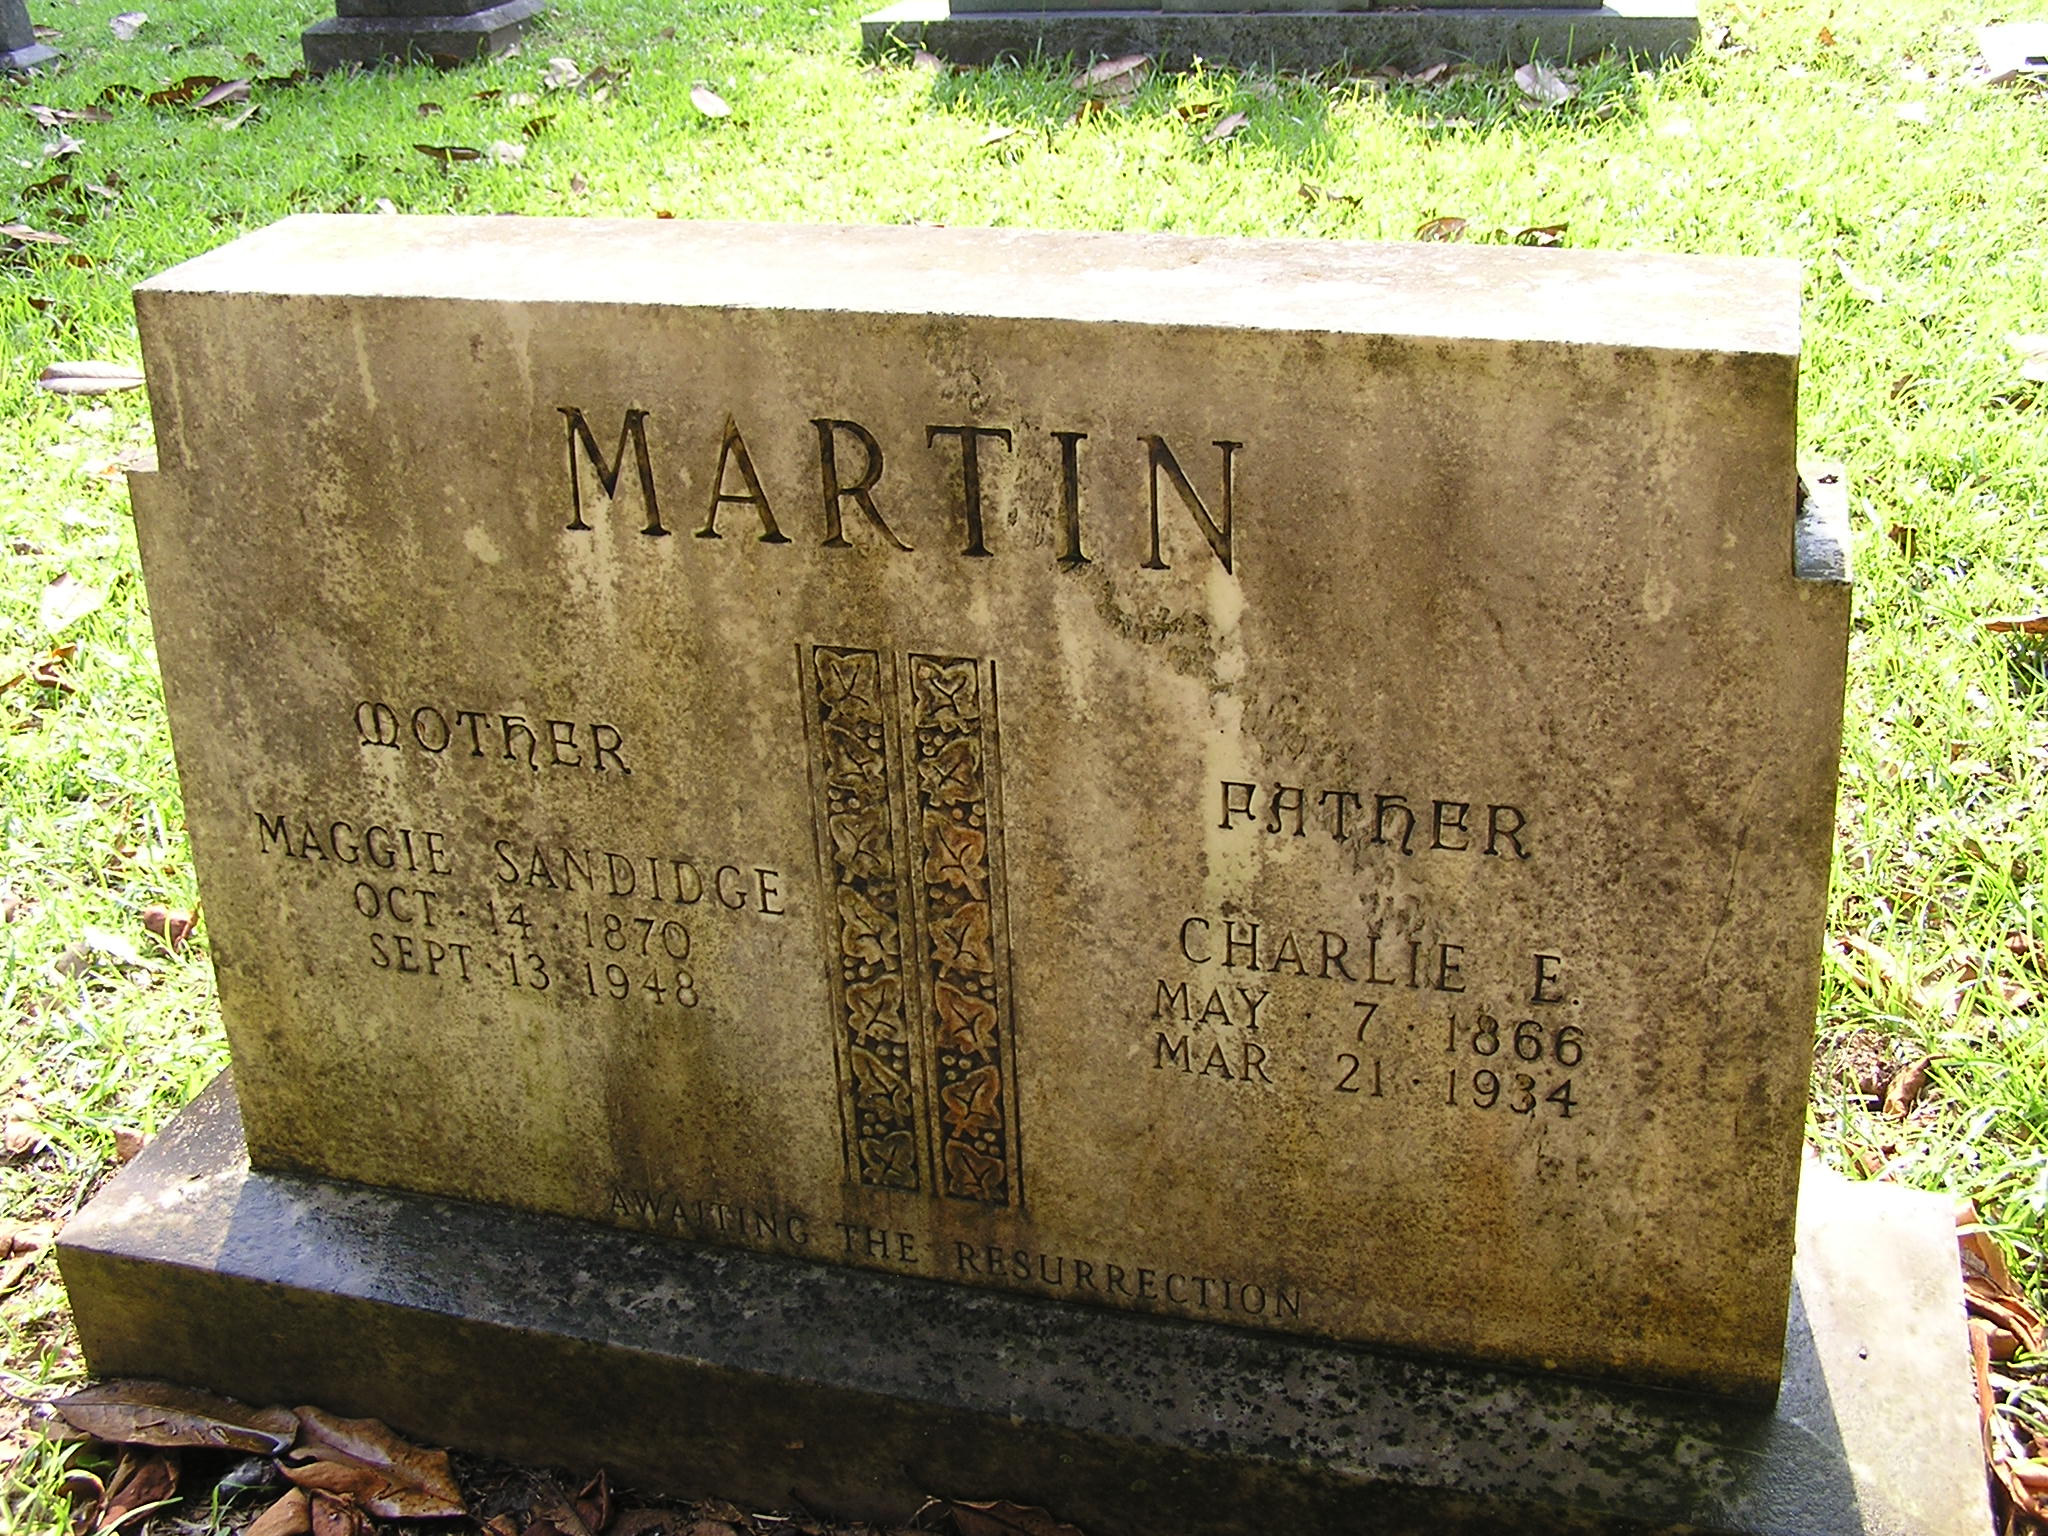 MARTIN
MOTHER
MAGGIE SANDIDGE
OCT · 14 · 1870
SEPT · 13 · 1948
FATHER
CHARLIE E.
MAY · 7 · 1866
MAR · 21 · 1934
AWAITING THE RESURRECTION